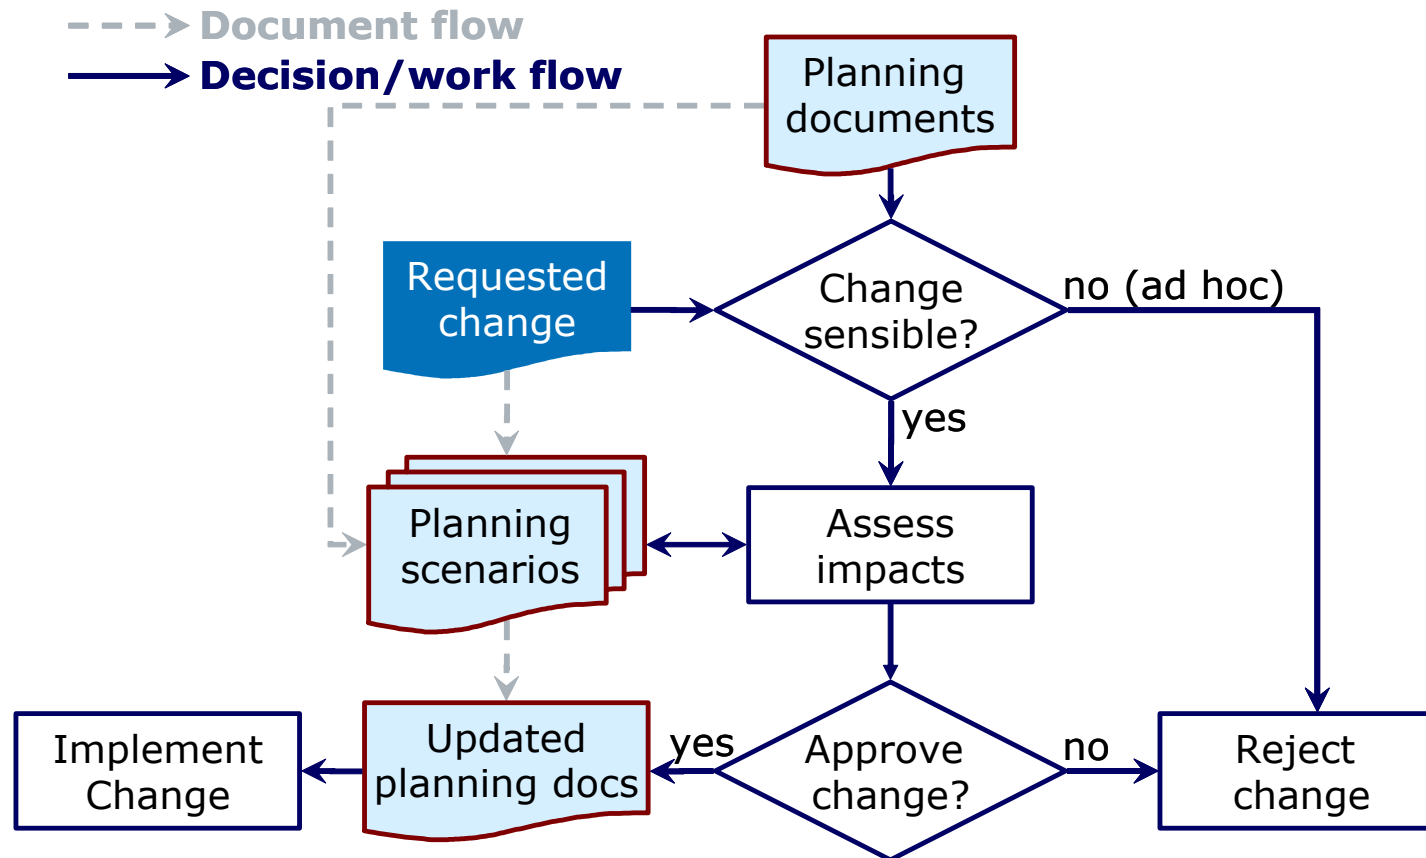 Document flow
Decision/work flow
Planning
documents
Requested
change
Change
sensible?
no (ad hoc)
yes
Planning
scenarios
Assess
impacts
Implement
Change
Updated
planning docs
yes
Approve
change?
no
Reject
change